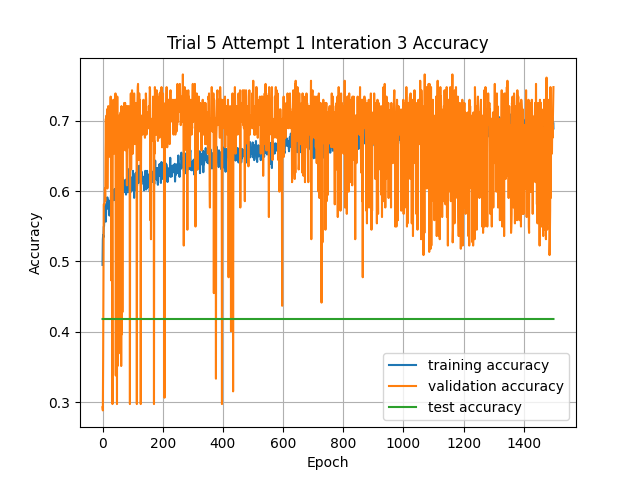 Trial 5 Attempt 1 Interation 3 Accuracy
0.7
0.6
0.5
0.4
0.3
Accuracy
0
200
400
600
800
1000
1200
1400
Epoch
training accuracy
validation accuracy
test accuracy